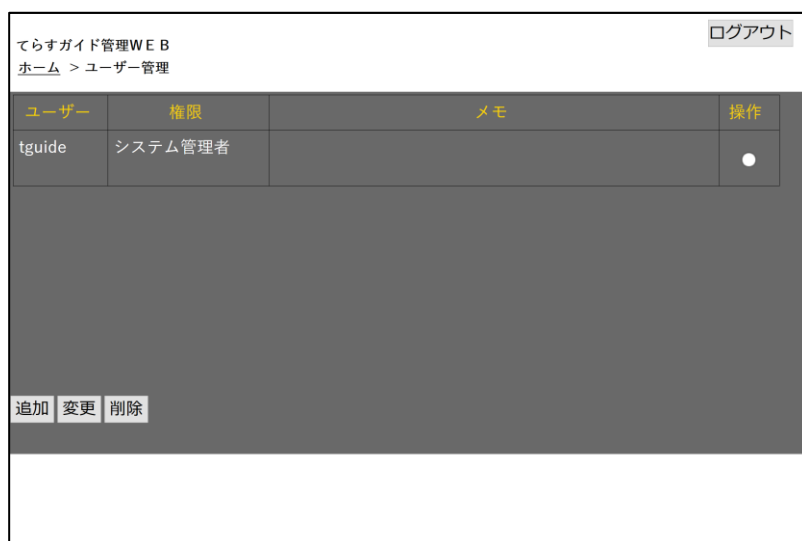 ログアウト
てらすガイド管理WEB
ホーム > ユーザー管理
ユーザー 権限 メモ 操作
tguide システム管理者
追加 変更 削除